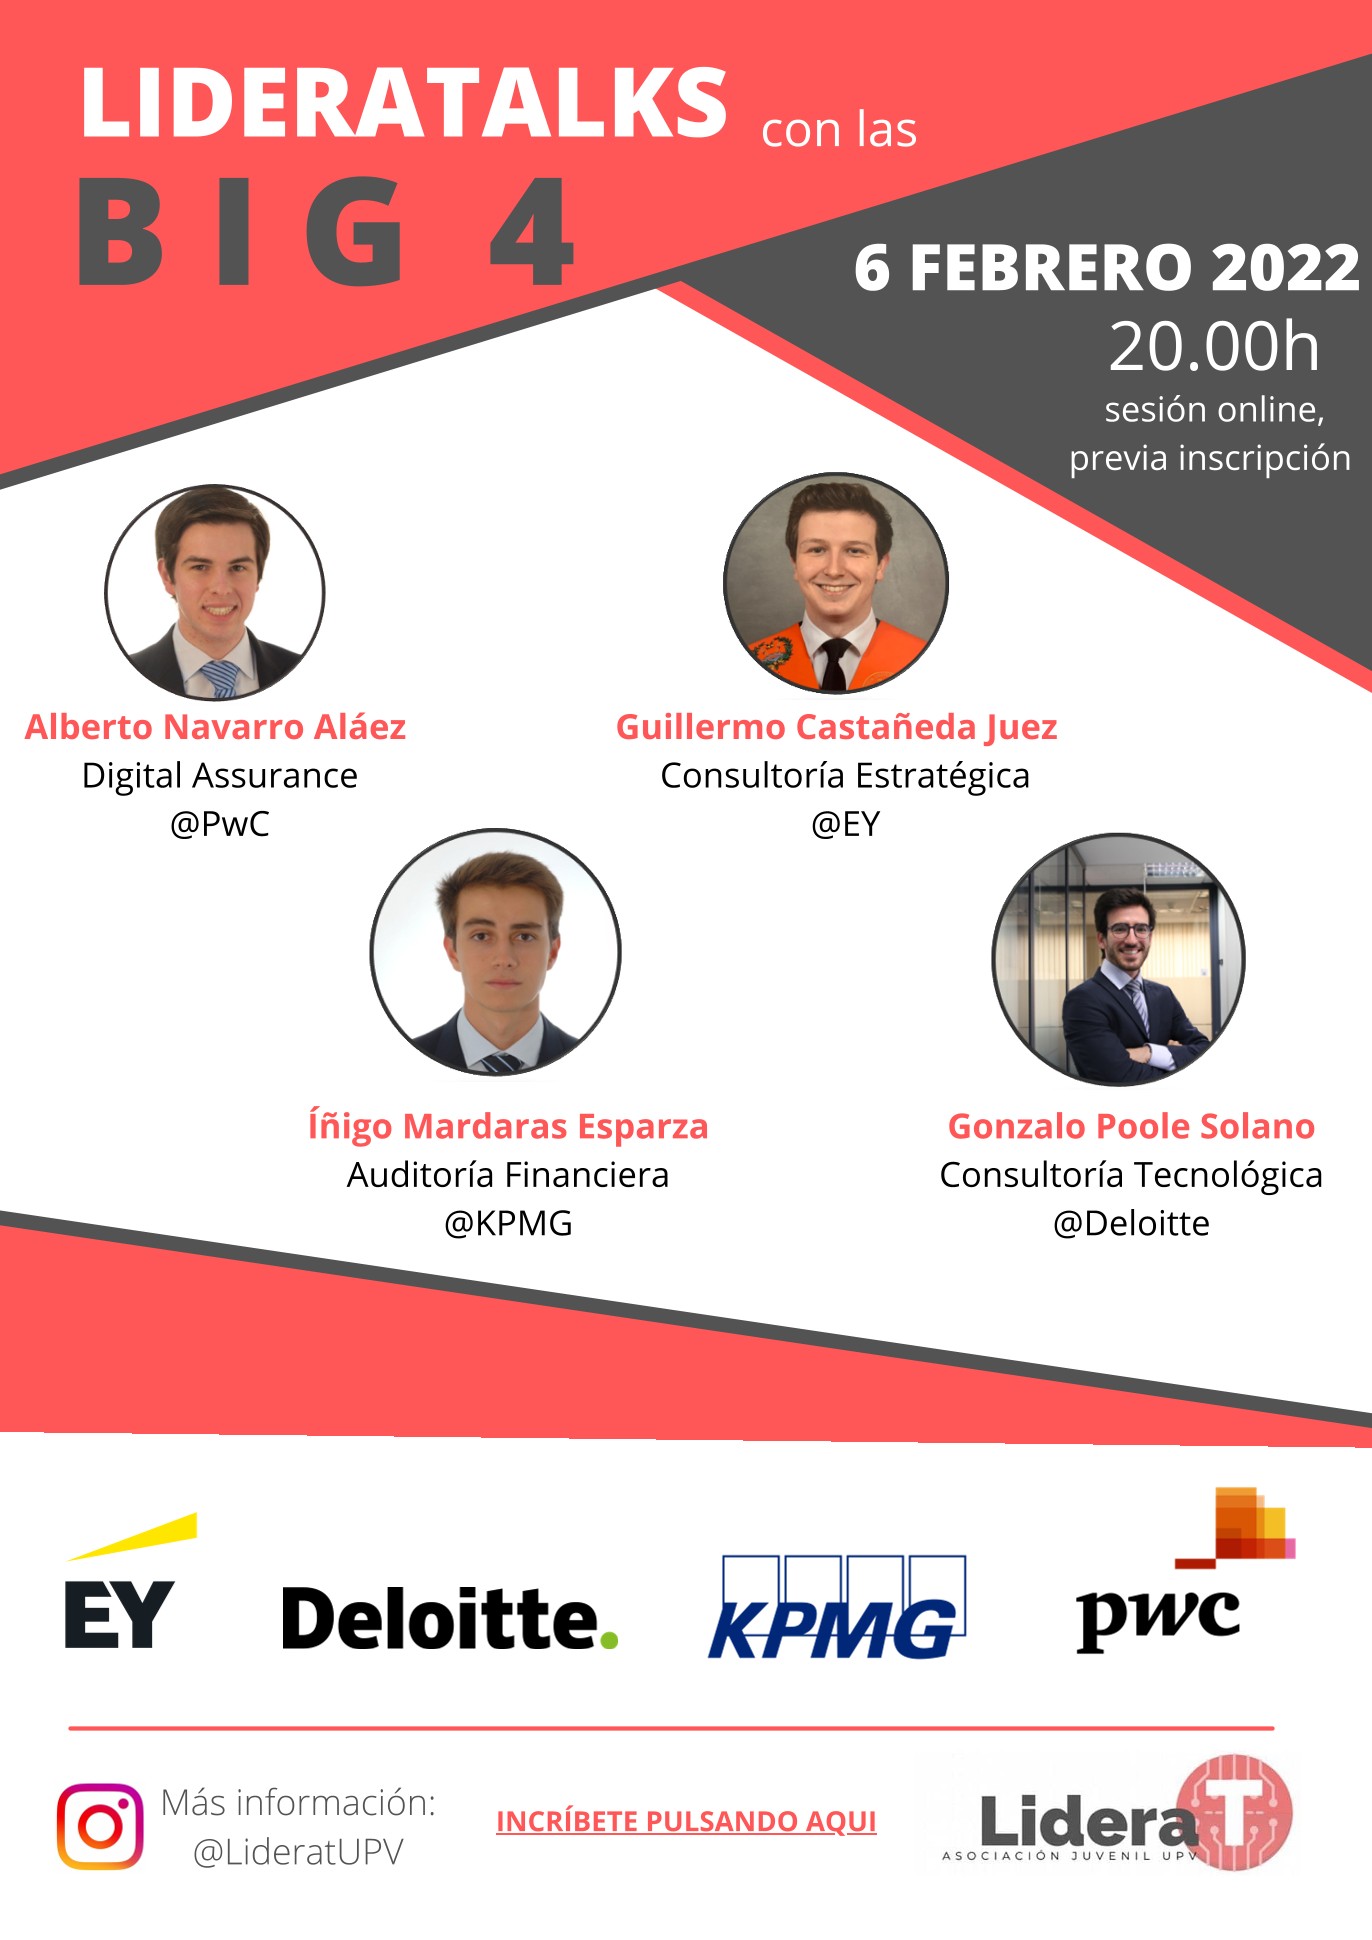 LIDERATALKS con las
BIG 4
6 FEBRERO 2022
20.00h
sesión online,
previa inscripción
Alberto Navarro Aláez
Digital Assurance
@PwC
Guillermo Castañeda Juez
Consultoría Estratégica
@EY
Íñigo Mardaras Esparza
Auditoría Financiera
@KPMG
Gonzalo Poole Solano
Consultoría Tecnológica
@Deloitte
EY
Deloitte.
KPMG
pwc
Más información:
@LideratUPV
INCRÍBETE PULSANDO AQUI
Lidera T
ASOCIACIÓN JUVENIL UPV